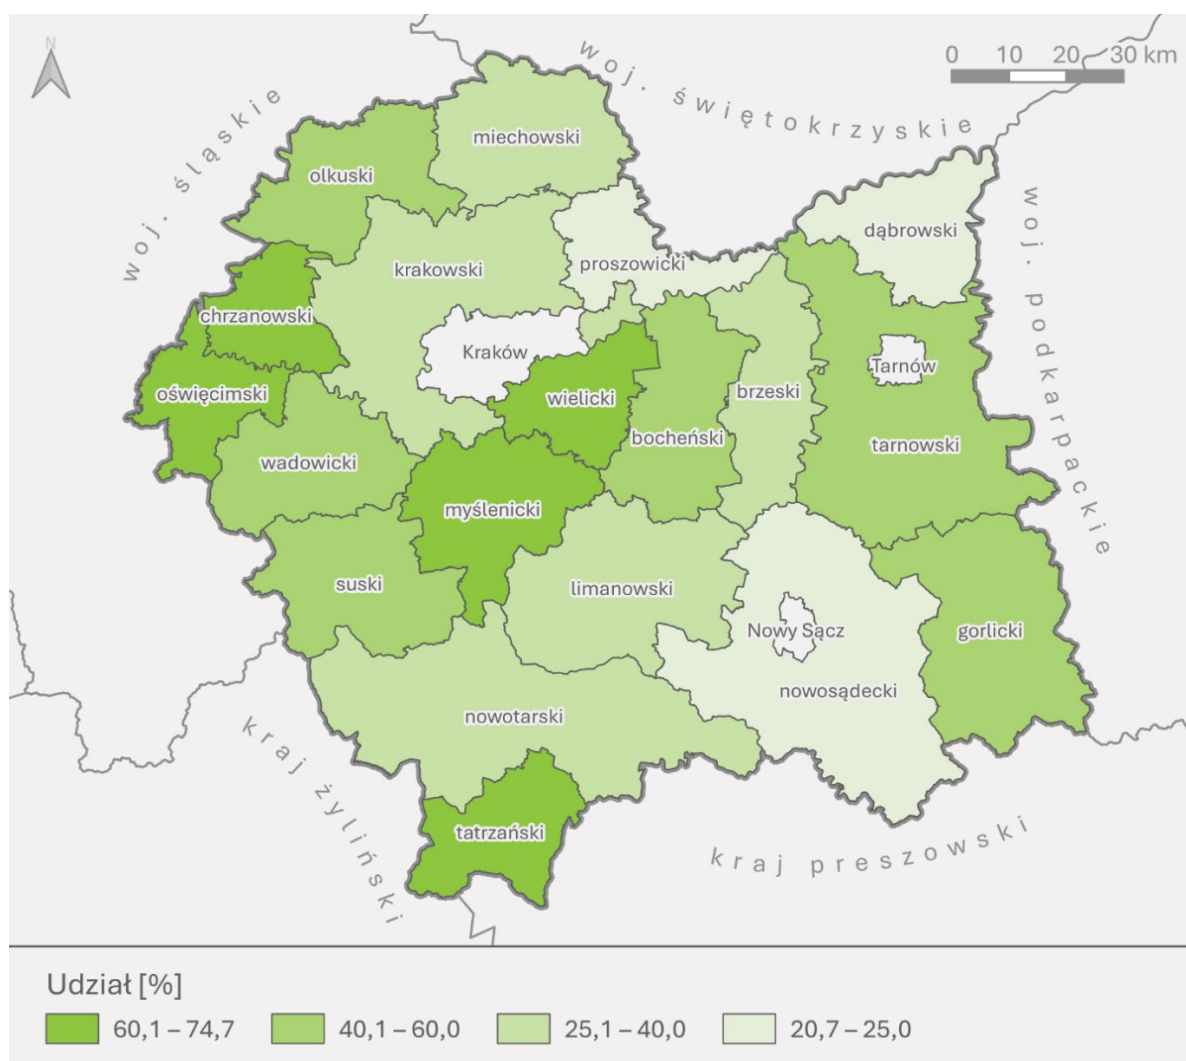 N
0 10 20 30 km
woj. śląskie
woj. świętokrzyskie
woj. podkarpackie
miechowski
olkuski
dąbrowski
krakowski
proszowicki
chrzanowski
Kraków
Tarnów
oświęcimski
wielicki
brzeski
bocheński
tarnowski
wadowicki
myślenicki
suski
limanowski
Nowy Sącz
gorlicki
nowosądecki
nowotarski
tatrzański
kraj żyliński
kraj preszowski
Udział [%]
60,1 – 74,7 40,1 – 60,0 25,1 – 40,0 20,7 – 25,0